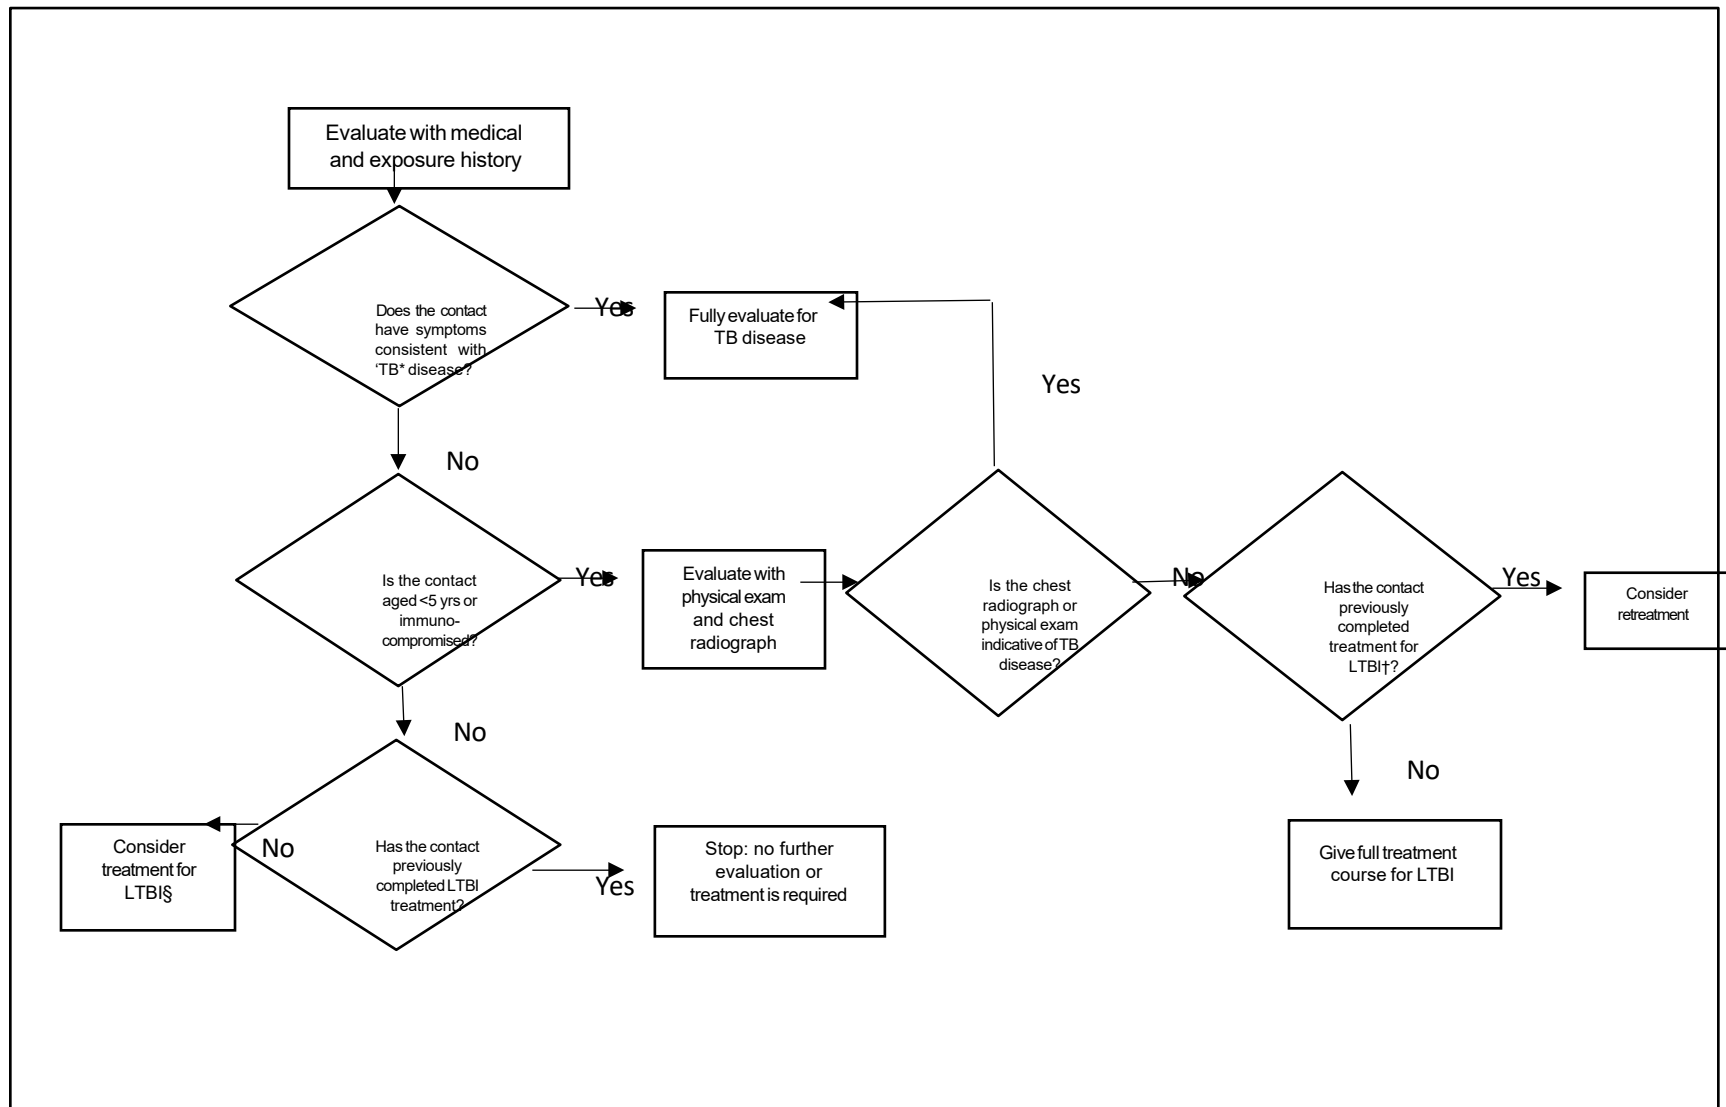 Evaluate with medical
and exposure history
Does the contact
have symptoms
consistent with
‘TB* disease?
Yes
Fully evaluate for
TB disease
Yes
No
Is the contact
aged <5 yrs or
immuno-
compromised?
Yes
Evaluate with
physical exam
and chest
radiograph
Is the chest
radiograph or
physical exam
indicative of TB
disease?
No
Has the contact
previously
completed
treatment for
LTBI†?
Yes
Consider
retreatment
No
No
Consider
treatment for
LTBI§
No
Has the contact
previously
completed LTBI
treatment?
Yes
Stop: no further
evaluation or
treatment is required
Give full treatment
course for LTBI